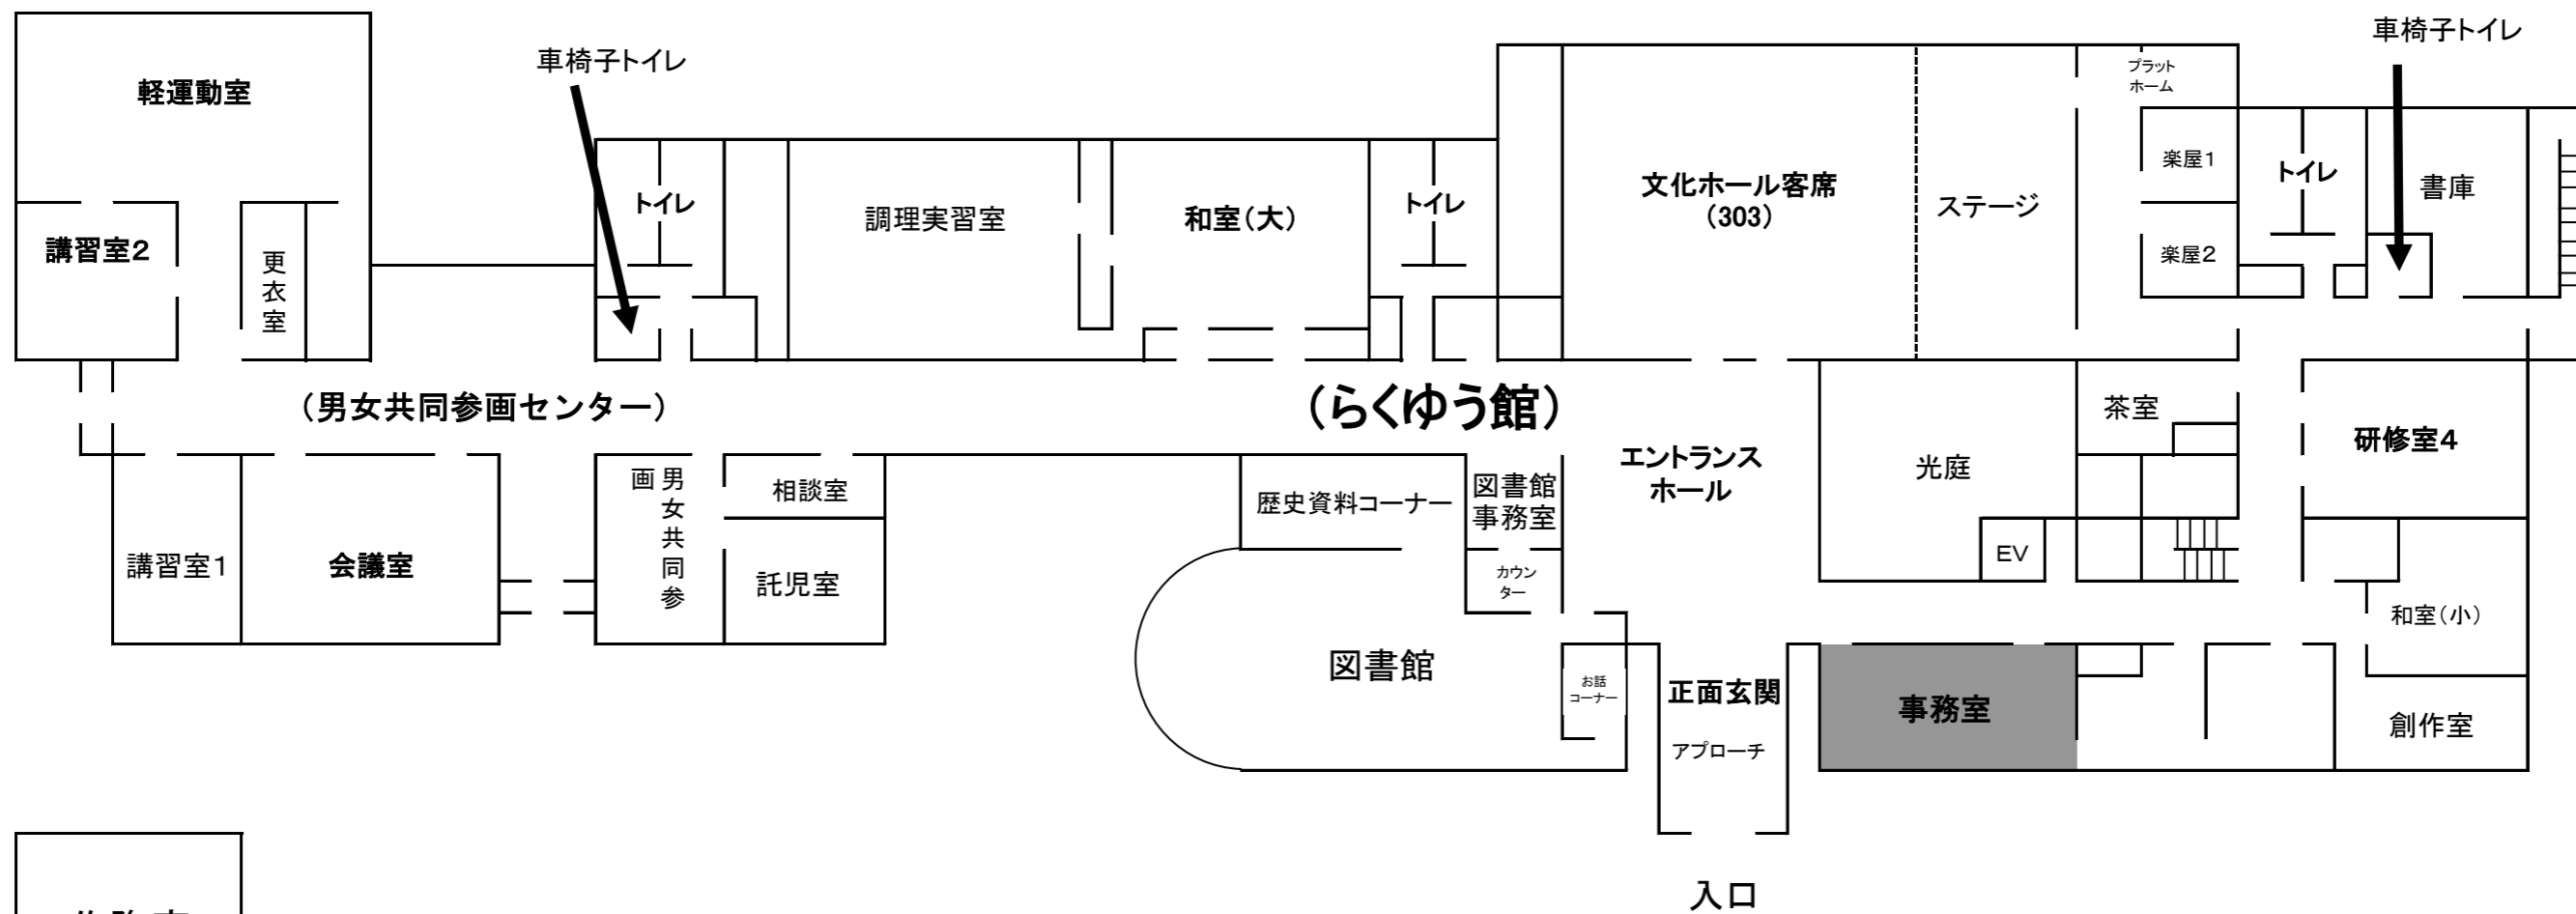 車椅子トイレ
車椅子トイレ
軽運動室
プラット
ホーム
楽屋1
トイレ
書庫
文化ホール客席
(303)
ステージ
トイレ
調理実習室
和室(大)
トイレ
講習室2
更衣室
楽屋2
(男女共同参画センター)
(らくゆう館)
茶室
研修室4
エントランス
ホール
光庭
男女共同参画
相談室
歴史資料コーナー
図書館
事務室
講習室1
会議室
託児室
カウン
ター
EV
和室(小)
図書館
お話
コーナー
正面玄関
アプローチ
事務室
創作室
入口